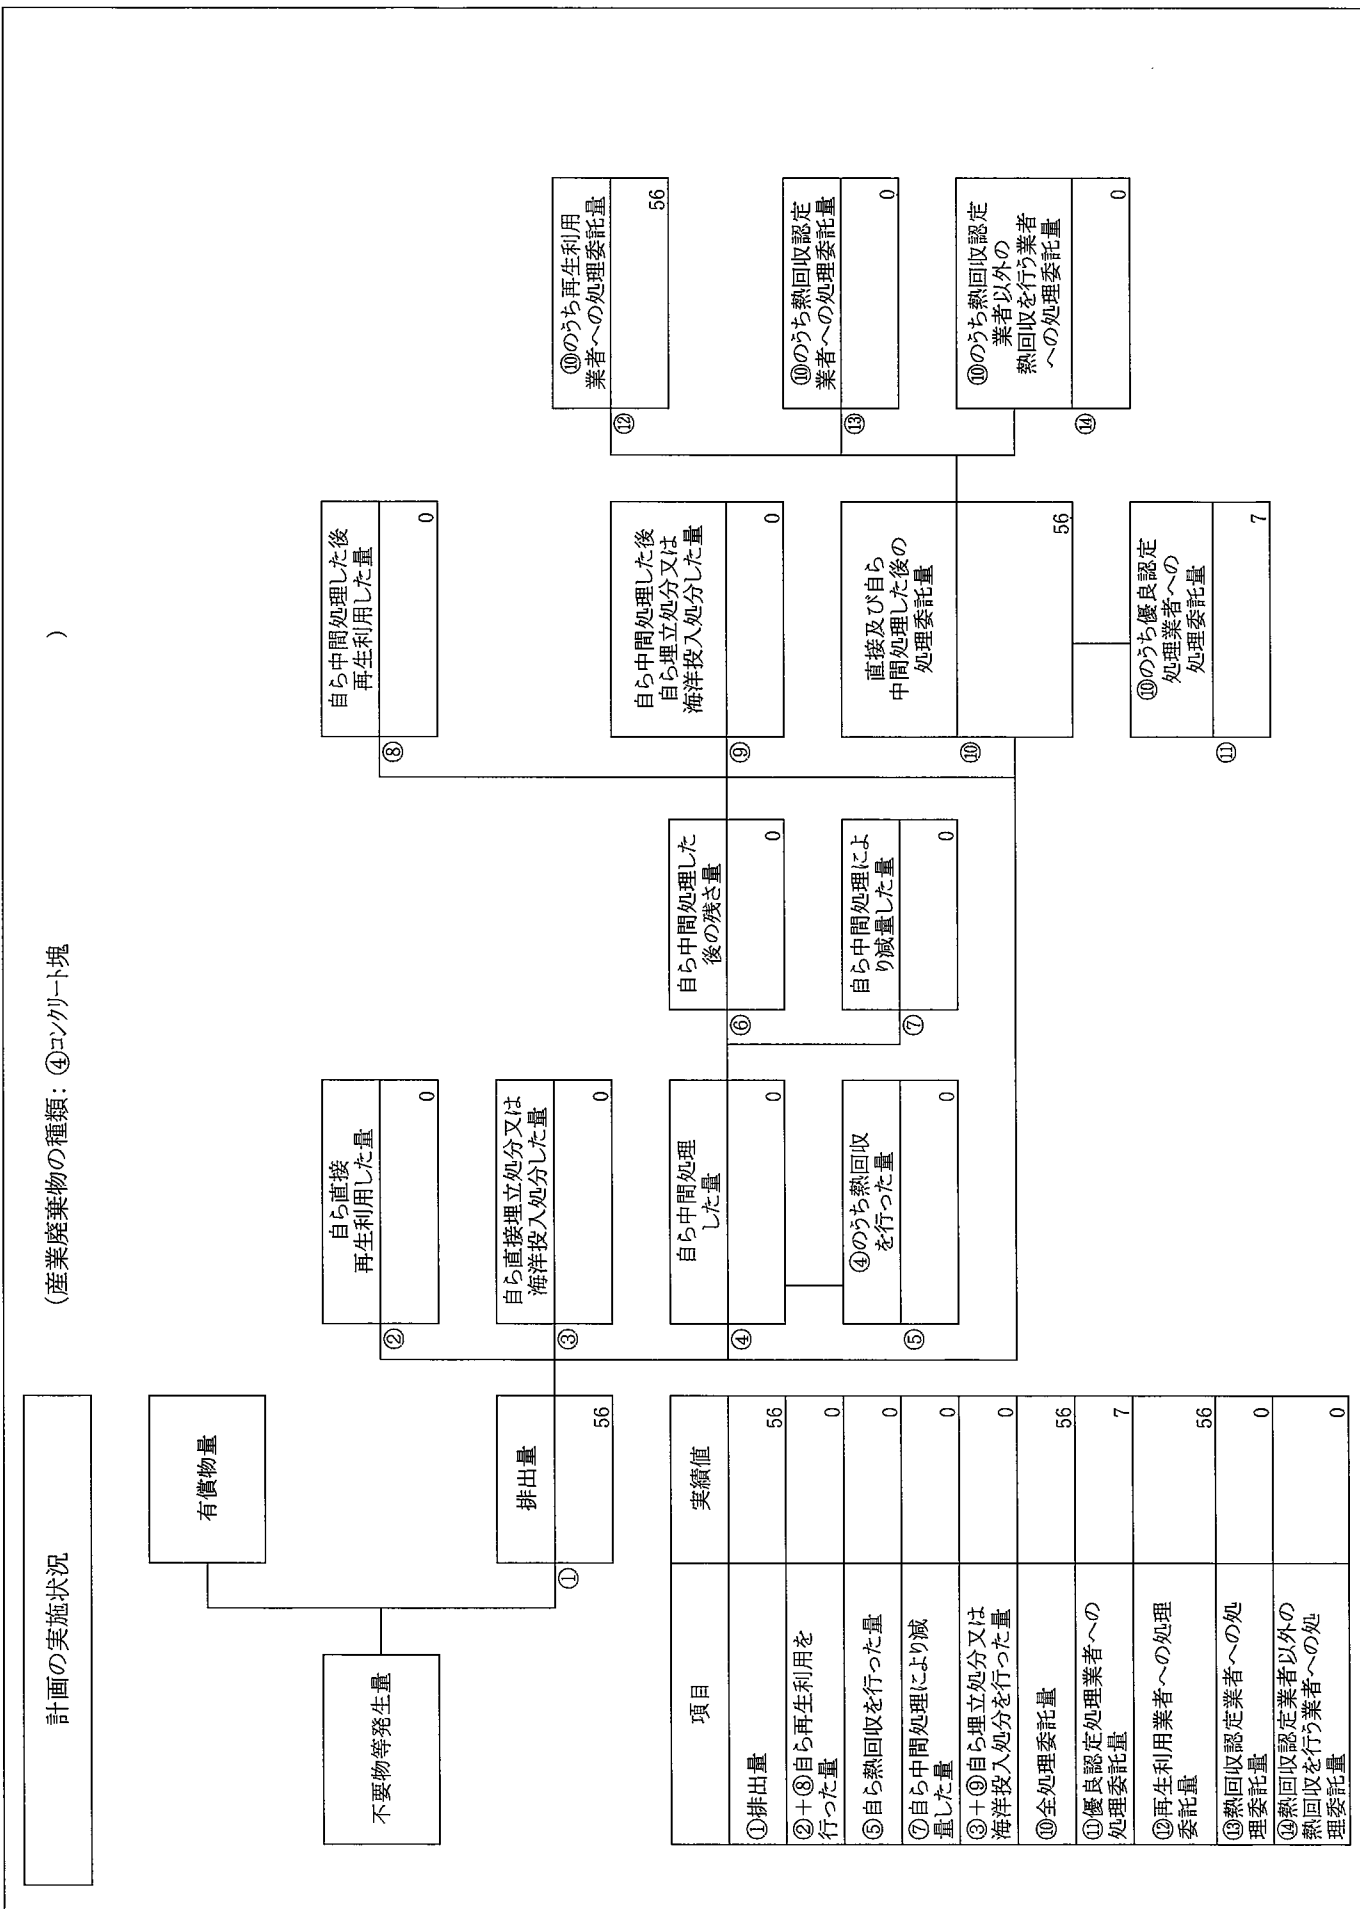 計画の実施状況
(産業廃棄物の種類:④コンクリート塊 )
不要物等発生量
有償物量
①
排出量
56
②
自ら直接
再生利用した量
0
③
自ら直接埋立処分又は
海洋投入処分した量
0
④
自ら中間処理
した量
0
⑤
④のうち熱回収
を行った量
0
⑥
自ら中間処理した
後の残さ量
0
⑦
自ら中間処理によ
り減量した量
0
⑧
自ら中間処理した後
再生利用した量
0
⑨
自ら中間処理した後
自ら埋立処分又は
海洋投入処分した量
0
⑩
直接及び自ら
中間処理した後の
処理委託量
56
⑪
⑩のうち優良認定
処理業者への
処理委託量
7
⑫
⑩のうち再生利用
業者への処理委託量
56
⑬
⑩のうち熱回収認定
業者への処理委託量
0
⑭
⑩のうち熱回収認定
業者以外の
熱回収を行う業者
への処理委託量
0
項目 実績値
①排出量 56
②+⑧自ら再生利用を
行った量 0
⑤自ら熱回収を行った量 0
⑦自ら中間処理により減
量した量 0
③+⑨自ら埋立処分又は
海洋投入処分を行った量 0
⑩全処理委託量 56
⑪優良認定処理業者への
処理委託量 7
⑫再生利用業者への処理
委託量 56
⑬熱回収認定業者への処
理委託量 0
⑭熱回収認定業者以外の
熱回収を行う業者への処
理委託量 0